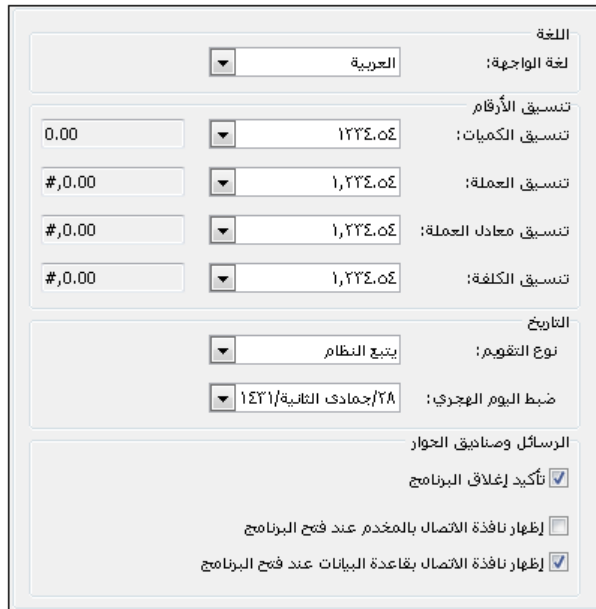 اللغة
لغة الواجهة: العربية
تنسيق الأرقام
تنسيق الكميات: ١٢٣٤.٥٤ 0.00
تنسيق العملة: ١,٢٣٤.٥٤ #,0.00
تنسيق معادل العملة: ١,٢٣٤.٥٤ #,0.00
تنسيق الكلفة: ١,٢٣٤.٥٤ #,0.00
التاريخ
نوع التقويم: يتبع النظام
ضبط اليوم الهجري: ٢٨/جمادى الثانية/١٤٣١
الرسائل وصناديق الحوار
تأكيد إغلاق البرنامج
إظهار نافذة الاتصال بالمخدم عند فتح البرنامج
إظهار نافذة الاتصال بقاعدة البيانات عند فتح البرنامج